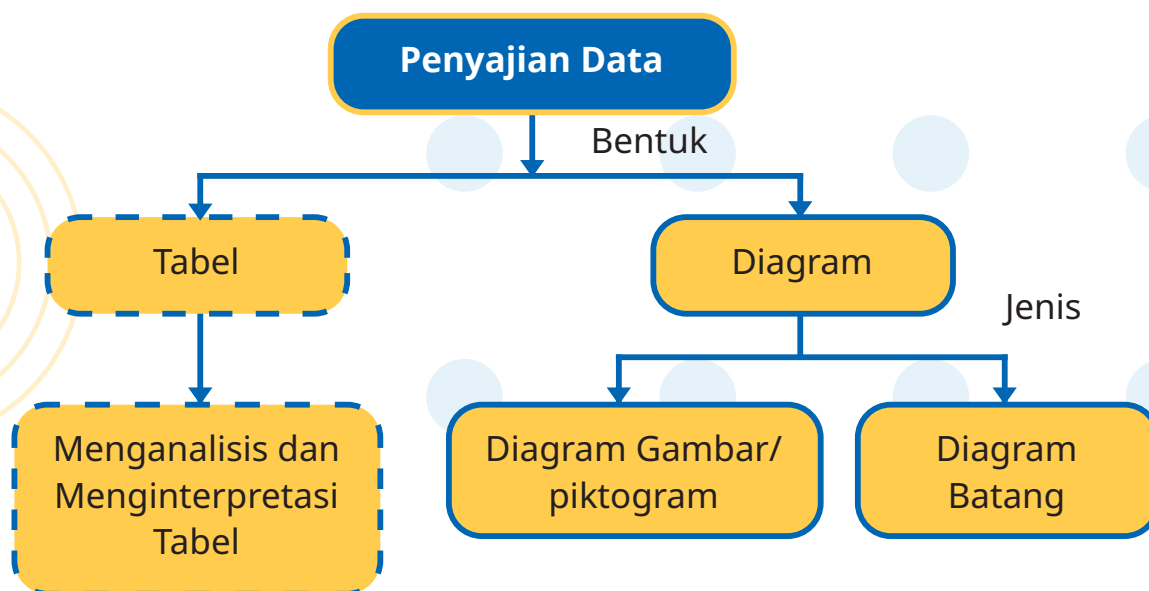 Penyajian Data
Bentuk
Tabel
Diagram
Jenis
Menganalisis dan
Menginterpretasi
Tabel
Diagram Gambar/
piktogram
Diagram
Batang